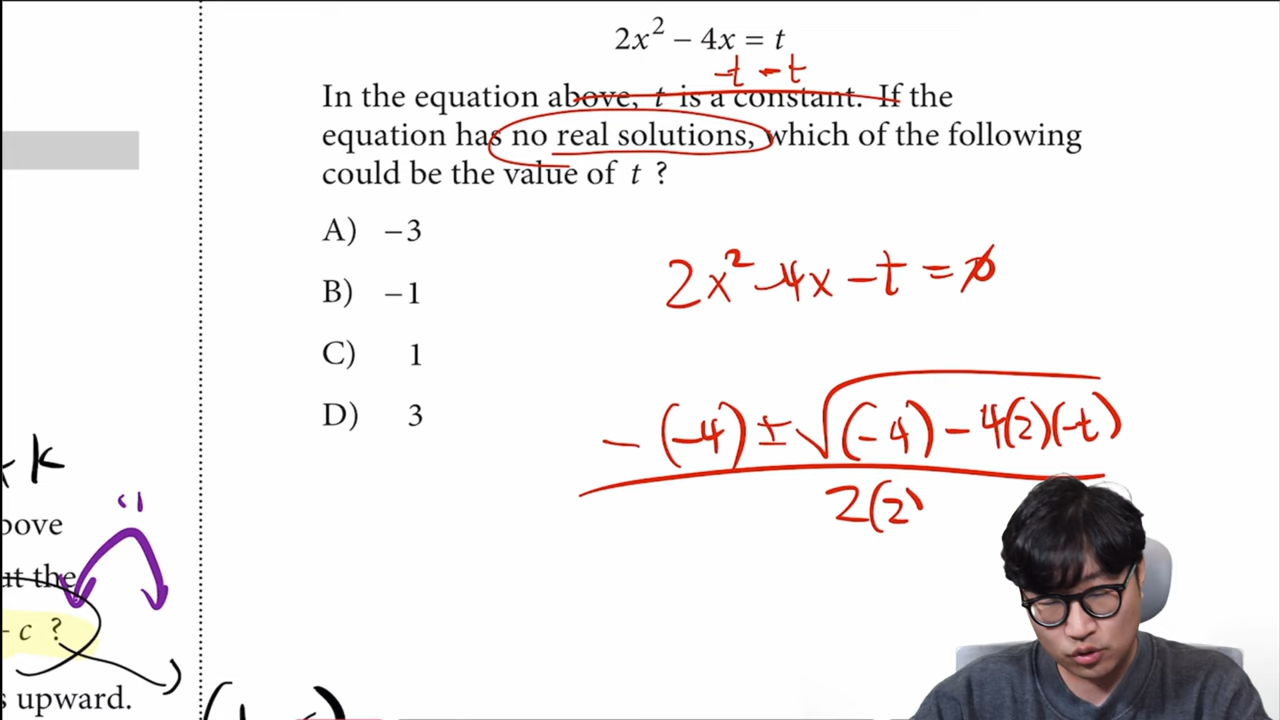 2x² − 4x = t
-t -t
In the equation above, t is a constant. If the
equation has no real solutions, which of the following
could be the value of t ?
A) −3
B) −1
C) 1
D) 3
2x² -4x -t = 0
-(-4) ± √(-4) - 4(2)(-t)
2(2)
+ k
bove
ut the
- c ?
s upward.